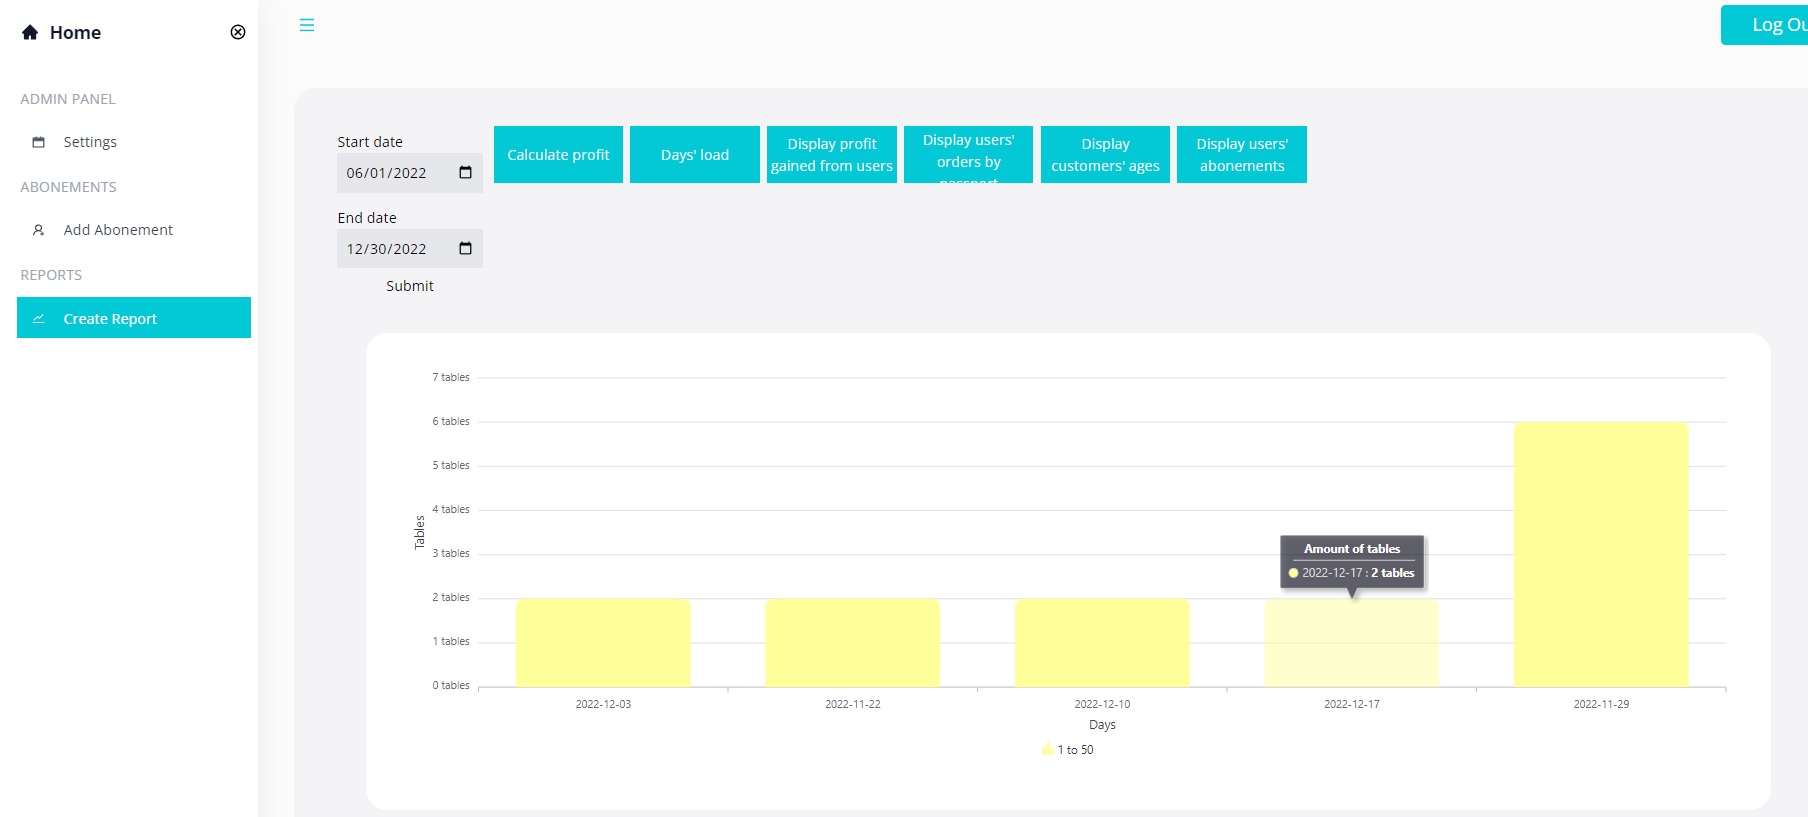 Home
Log Ou
ADMIN PANEL
Settings
ABONEMENTS
Add Abonement
REPORTS
Create Report
Start date
06/01/2022
End date
12/30/2022
Submit
Calculate profit
Days' load
Display profit
gained from users
Display users'
orders by
passport
Display
customers' ages
Display users'
abonements
7 tables
6 tables
5 tables
4 tables
3 tables
2 tables
1 tables
0 tables
Tables
Amount of tables
2022-12-17 : 2 tables
2022-12-03
2022-11-22
2022-12-10
2022-12-17
2022-11-29
Days
1 to 50